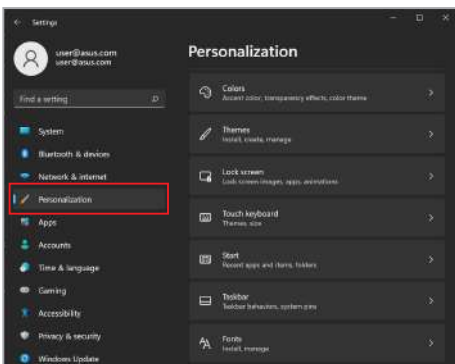 Settings
user@asus.com
user@asus.com
Find a setting
System
Bluetooth & devices
Network & internet
Personalization
Apps
Accounts
Time & language
Gaming
Accessibility
Privacy & security
Windows Update
Personalization
Colors
Accent color, transparency effects, color theme
Themes
Install, create, manage
Lock screen
Lock screen images, apps, animations
Touch keyboard
Themes, size
Start
Recent apps and items, folders
Taskbar
Taskbar behaviors, system pins
Fonts
Install, manage